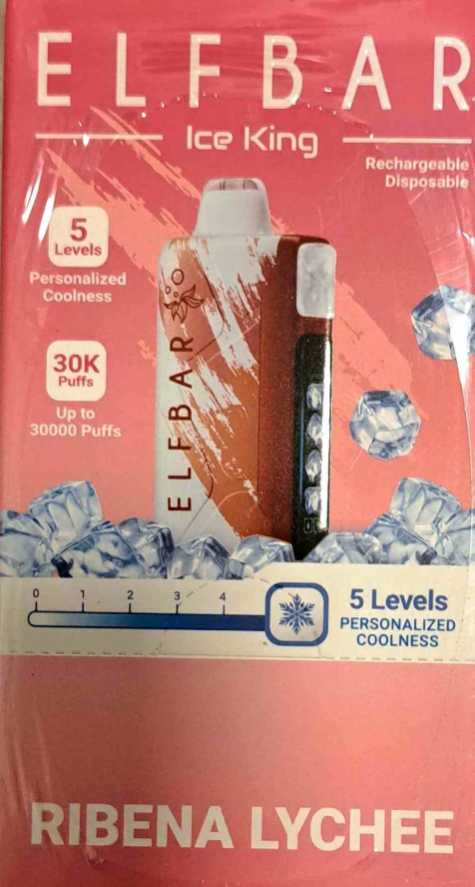 ELFBAR
Ice King
Rechargeable
Disposable
5
Levels
Personalized
Coolness
30K
Puffs
Up to
30000 Puffs
ELFBAR
0 1 2 3 4
5 Levels
PERSONALIZED
COOLNESS
RIBENA LYCHEE